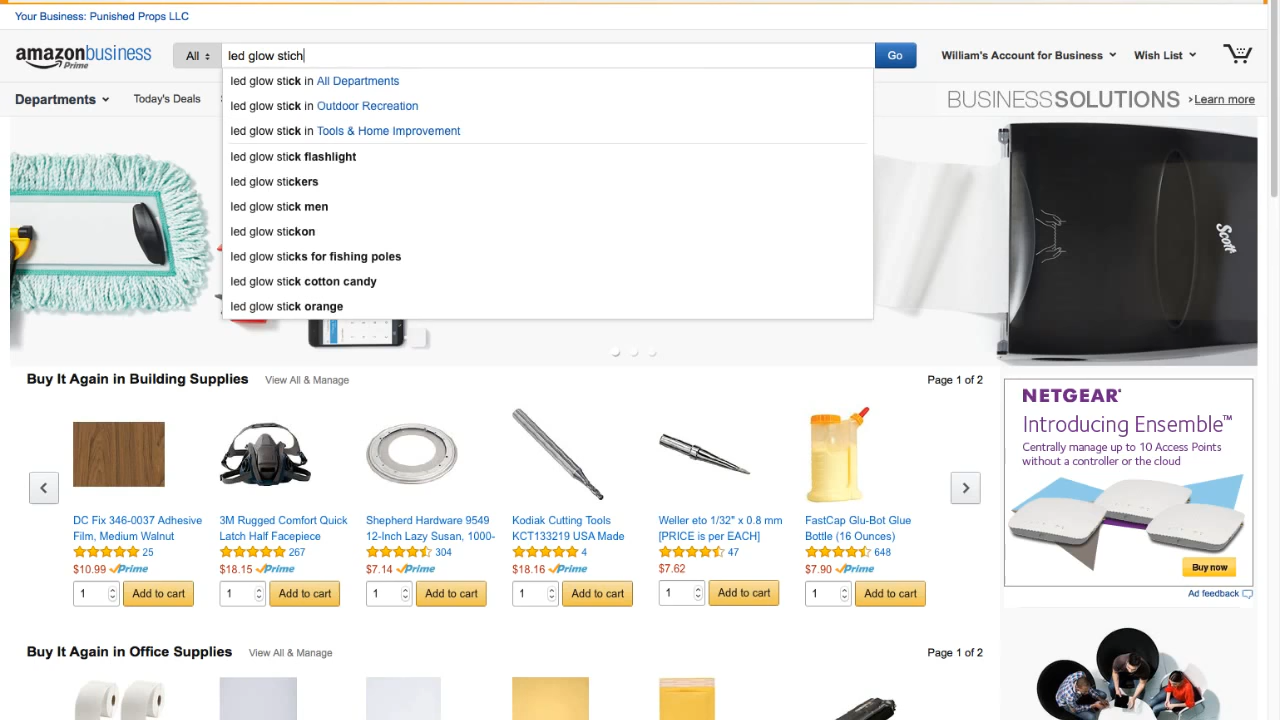 Your Business: Punished Props LLC
amazonbusiness
Prime
All
led glow stich
Go
William's Account for Business
Wish List
led glow stick in All Departments
led glow stick in Outdoor Recreation
led glow stick in Tools & Home Improvement
led glow stick flashlight
led glow stickers
led glow stick men
led glow stickon
led glow sticks for fishing poles
led glow stick cotton candy
led glow stick orange
Departments
Today's Deals
BUSINESSSOLUTIONS
Learn more
Scott
Buy It Again in Building Supplies
View All & Manage
Page 1 of 2
DC Fix 346-0037 Adhesive
Film, Medium Walnut
25
$10.99 Prime
1
Add to cart
3M Rugged Comfort Quick
Latch Half Facepiece
267
$18.15 Prime
1
Add to cart
Shepherd Hardware 9549
12-Inch Lazy Susan, 1000-
304
$7.14 Prime
1
Add to cart
Kodiak Cutting Tools
KCT133219 USA Made
4
$18.16 Prime
1
Add to cart
Weller eto 1/32" x 0.8 mm
[PRICE is per EACH]
47
$7.62
1
Add to cart
FastCap Glu-Bot Glue
Bottle (16 Ounces)
648
$7.90 Prime
1
Add to cart
NETGEAR
Introducing Ensemble™
Centrally manage up to 10 Access Points
without a controller or the cloud
Buy now
Ad feedback
Buy It Again in Office Supplies
View All & Manage
Page 1 of 2